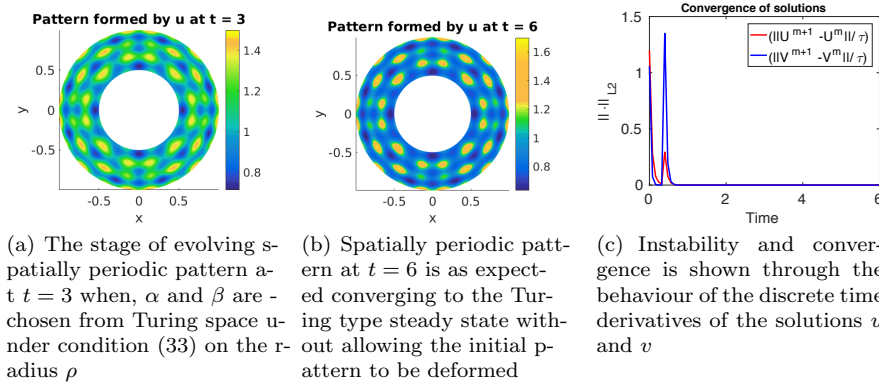 Pattern formed by u at t = 3
y
0.5
0
-0.5
-0.5 0 0.5
x
1.4
1.2
1
0.8
Pattern formed by u at t = 6
y
0.5
0
-0.5
-0.5 0 0.5
x
1.6
1.4
1.2
1
0.8
Convergence of solutions
|| ·|| L2
1.5
1
0.5
0
0 2 4 6
Time
(||U m+1 -U m ||/ τ)
(||V m+1 -V m ||/ τ)
(a) The stage of evolving s-
patially periodic pattern a-
t t = 3 when, α and β are -
chosen from Turing space u-
nder condition (33) on the r-
adius ρ
(b) Spatially periodic patt-
ern at t = 6 is as expect-
ed converging to the Tur-
ing type steady state with-
out allowing the initial p-
attern to be deformed
(c) Instability and conver-
gence is shown through the
behaviour of the discrete time
derivatives of the solutions u
and v